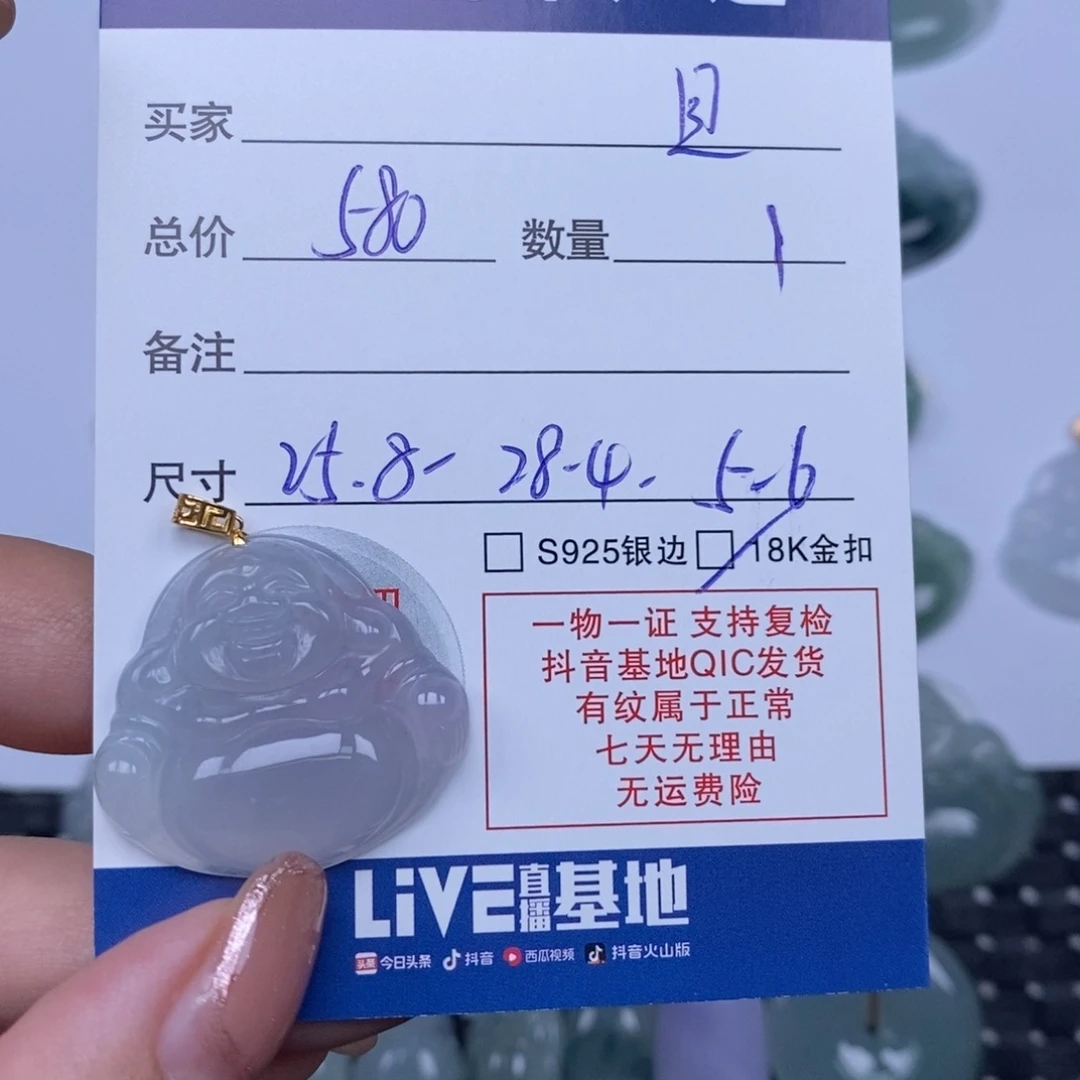 买家
总价 580 数量 1
备注
尺寸 25.8- 28-4. 5-6
S925银边 18K金扣
一物一证 支持复检
抖音基地QIC发货
有纹属于正常
七天无理由
无运费险
LiVE直播基地
头条 今日头条 抖音 西瓜视频 抖音火山版